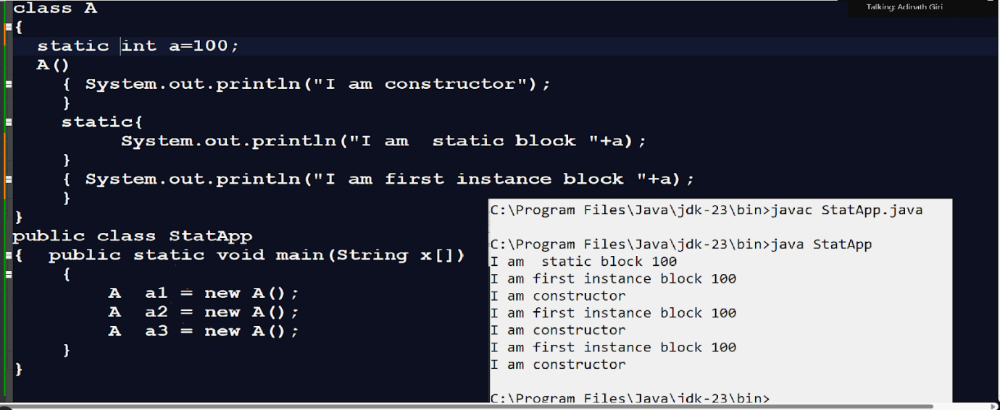 Talking: Adinath Giri
class A
{
static int a=100;
A()
{ System.out.println("I am constructor");
}
static{
System.out.println("I am  static block "+a);
}
{ System.out.println("I am first instance block "+a);
}
}
public class StatApp
{  public static void main(String x[])
{
A  a1 = new A();
A  a2 = new A();
A  a3 = new A();
}
}
C:\Program Files\Java\jdk-23\bin>javac StatApp.java
C:\Program Files\Java\jdk-23\bin>java StatApp
I am  static block 100
I am first instance block 100
I am constructor
I am first instance block 100
I am constructor
I am first instance block 100
I am constructor
C:\Program Files\Java\jdk-23\bin>